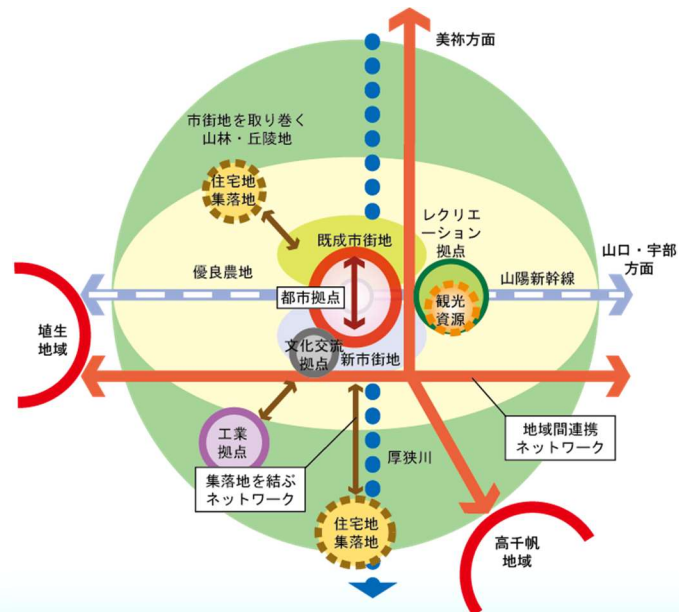 美祢方面
市街地を取り巻く
山林・丘陵地
住宅地
集落地
レクリエ
ーション
拠点
既成市街地
山口・宇部
方面
優良農地
山陽新幹線
都市拠点
観光
資源
埴生
地域
文化交流
拠点
新市街地
工業
拠点
地域間連携
ネットワーク
厚狭川
集落地を結ぶ
ネットワーク
住宅地
集落地
高千帆
地域